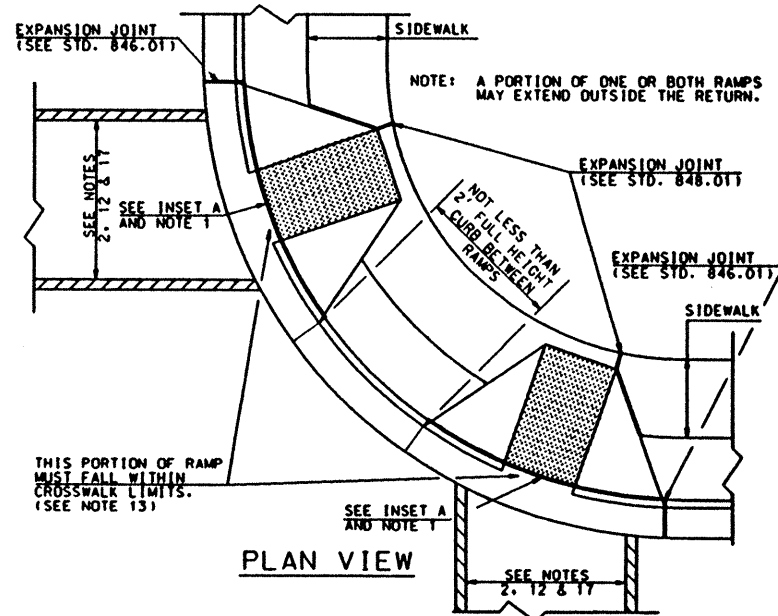 EXPANSION JOINT
(SEE STD. 846.01)
SIDEWALK
NOTE: A PORTION OF ONE OR BOTH RAMPS
MAY EXTEND OUTSIDE THE RETURN.
SEE NOTES
2. 12 & 17
SEE INSET A
AND NOTE 1
NOT LESS THAN
2' FULL HEIGHT
CURB BETWEEN
RAMPS
EXPANSION JOINT
(SEE STD. 848.01)
EXPANSION JOINT
(SEE STD. 846.01)
SIDEWALK
THIS PORTION OF RAMP
MUST FALL WITHIN
CROSSWALK LIMITS.
(SEE NOTE 13)
SEE INSET A
AND NOTE 1
PLAN VIEW
SEE NOTES
2. 12 & 17